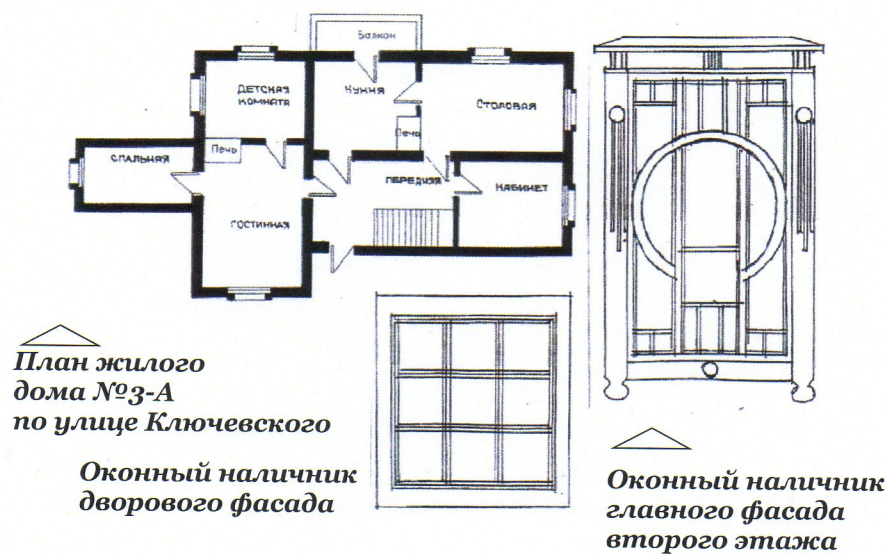 Балкон
Детская
комната
Кухня
Столовая
Печь
Печь
Спальная
Передняя
Кабинет
Гостинная
План жилого
дома №3-А
по улице Ключевского
Оконный наличник
дворового фасада
Оконный наличник
главного фасада
второго этажа